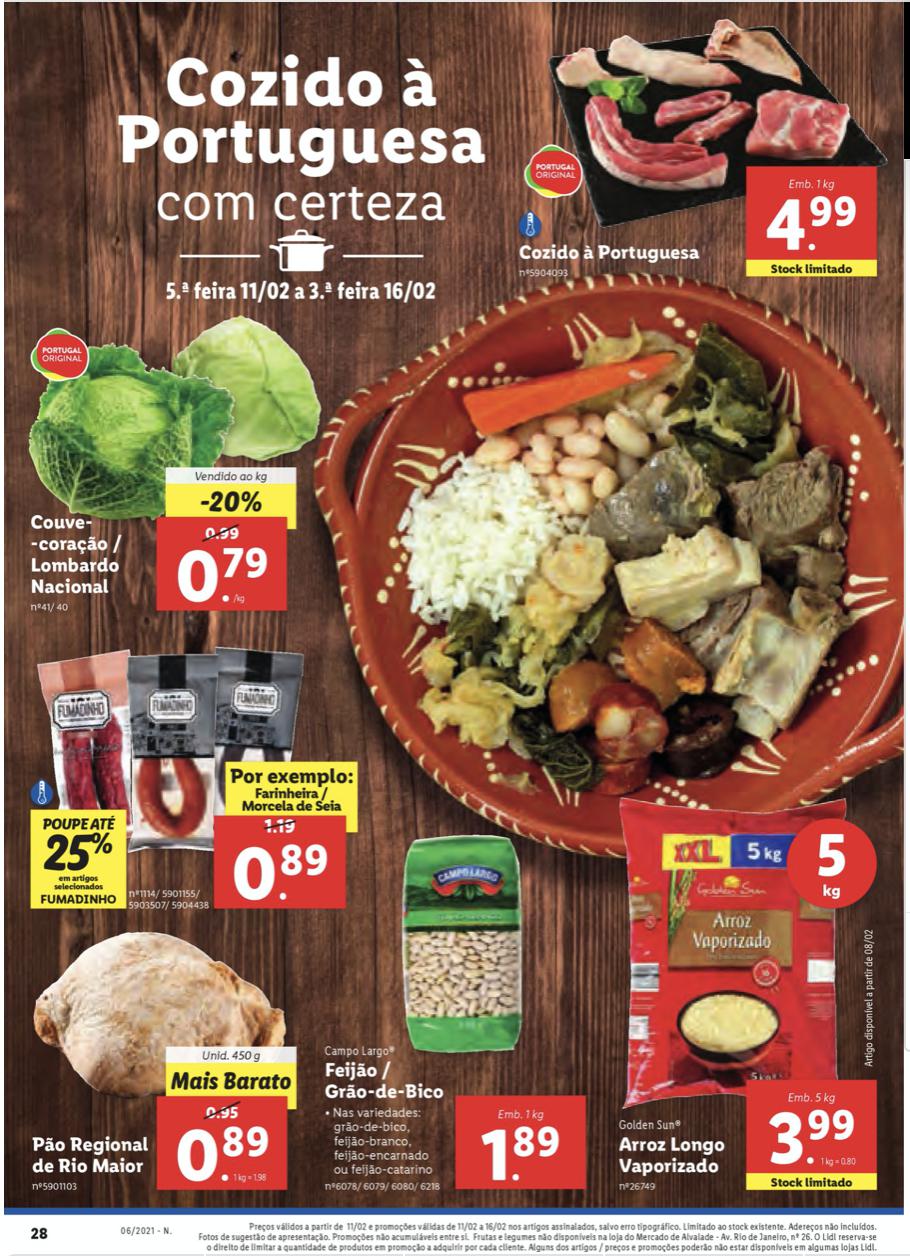 Cozido à
Portuguesa
com certeza
5.ª feira 11/02 a 3.ª feira 16/02
PORTUGAL
ORIGINAL
Cozido à Portuguesa
nº5904093
Emb. 1 kg
4.99
Stock limitado
PORTUGAL
ORIGINAL
Vendido ao kg
-20%
0.99
0.79
/kg
Couve-
-coração /
Lombardo
Nacional
nº41/ 40
FUMADINHO
FUMADINHO
FUMADINHO
Por exemplo:
Farinheira /
Morcela de Seia
1.19
0.89
POUPE ATÉ
25%
em artigos
selecionados
FUMADINHO
nº1114/ 5901155/
5903507/ 5904438
Unid. 450 g
Mais Barato
0.95
0.89
1 kg = 1.98
Pão Regional
de Rio Maior
nº5901103
CAMPO LARGO
Campo Largo®
Feijão /
Grão-de-Bico
• Nas variedades:
grão-de-bico,
feijão-branco,
feijão-encarnado
ou feijão-catarino
nº6078/ 6079/ 6080/ 6218
Emb. 1 kg
1.89
XXL 5 kg
5
kg
Golden Sun
Arroz
Vaporizado
5 kg
Artigo disponível a partir de 08/02
Golden Sun®
Arroz Longo
Vaporizado
nº26749
Emb. 5 kg
3.99
1 kg = 0.80
Stock limitado
28
06/2021 - N.
Preços válidos a partir de 11/02 e promoções válidas de 11/02 a 16/02 nos artigos assinalados, salvo erro tipográfico. Limitado ao stock existente. Adereços não incluídos.
Fotos de sugestão de apresentação. Promoções não acumuláveis entre si. Frutas e legumes não disponíveis na loja do Mercado de Alvalade - Av. Rio de Janeiro, nº 26. O Lidl reserva-se
o direito de limitar a quantidade de produtos em promoção a adquirir por cada cliente. Alguns dos artigos / preços e promoções poderão não estar disponíveis em algumas lojas Lidl.